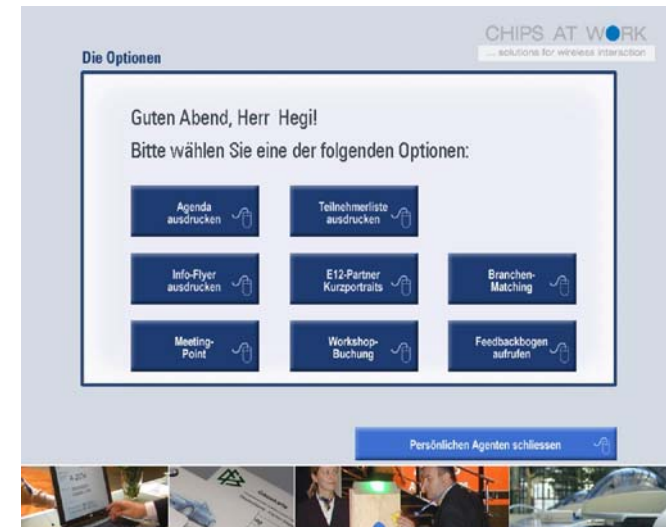 CHIPS AT WORK
... solutions for wireless interaction
Die Optionen
Guten Abend, Herr Hegi!
Bitte wählen Sie eine der folgenden Optionen:
Agenda
ausdrucken
Teilnehmerliste
ausdrucken
Info-Flyer
ausdrucken
E12-Partner
Kurzportraits
Branchen-
Matching
Meeting-
Point
Workshop-
Buchung
Feedbackbogen
aufrufen
Persönlichen Agenten schliessen